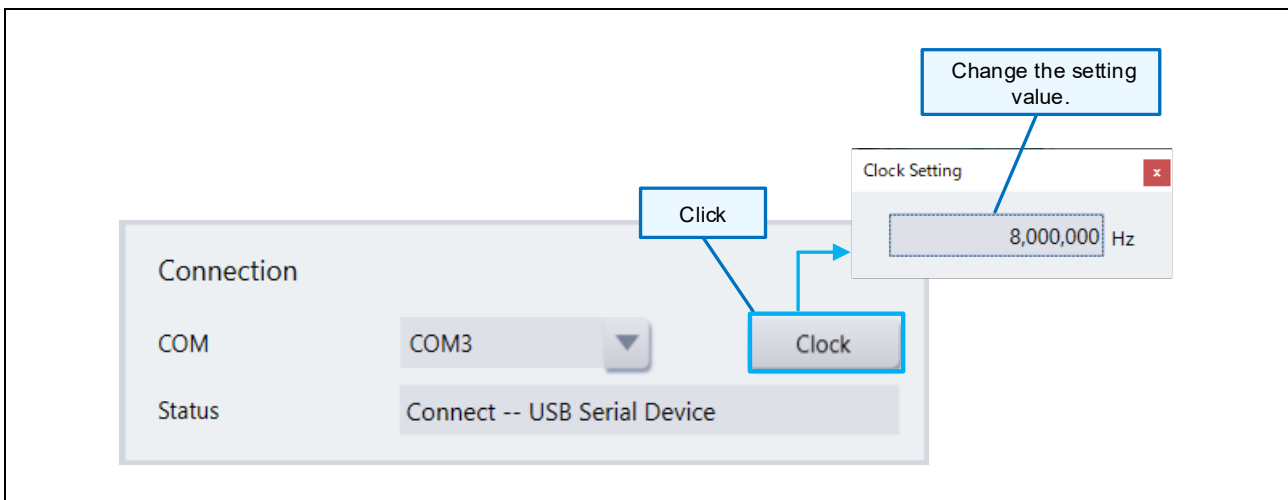 Change the setting
value.
Clock Setting
x
Click
8,000,000 Hz
Connection
COM COM3 Clock
Status Connect -- USB Serial Device